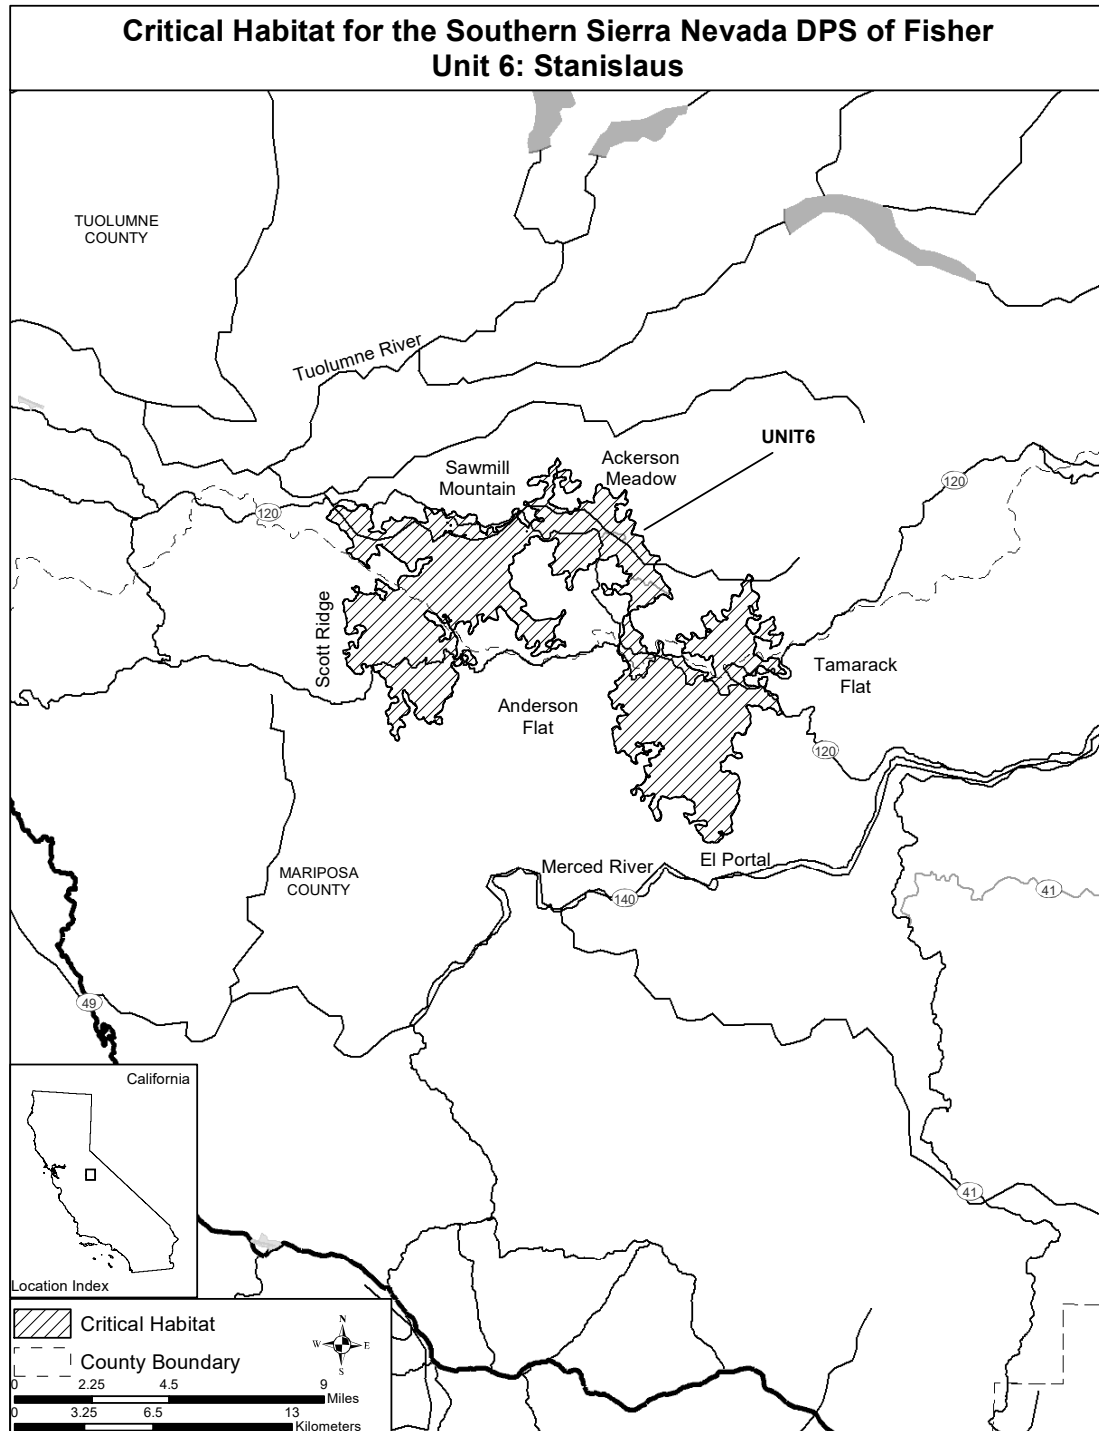 Critical Habitat for the Southern Sierra Nevada DPS of Fisher
Unit 6: Stanislaus
TUOLUMNE
COUNTY
Tuolumne River
UNIT6
Sawmill
Mountain
Ackerson
Meadow
120
120
Scott Ridge
Anderson
Flat
Tamarack
Flat
120
Merced River
El Portal
MARIPOSA
COUNTY
140
41
49
41
California
Location Index
Critical Habitat
County Boundary
N
W
E
S
0 2.25 4.5 9
Miles
0 3.25 6.5 13
Kilometers